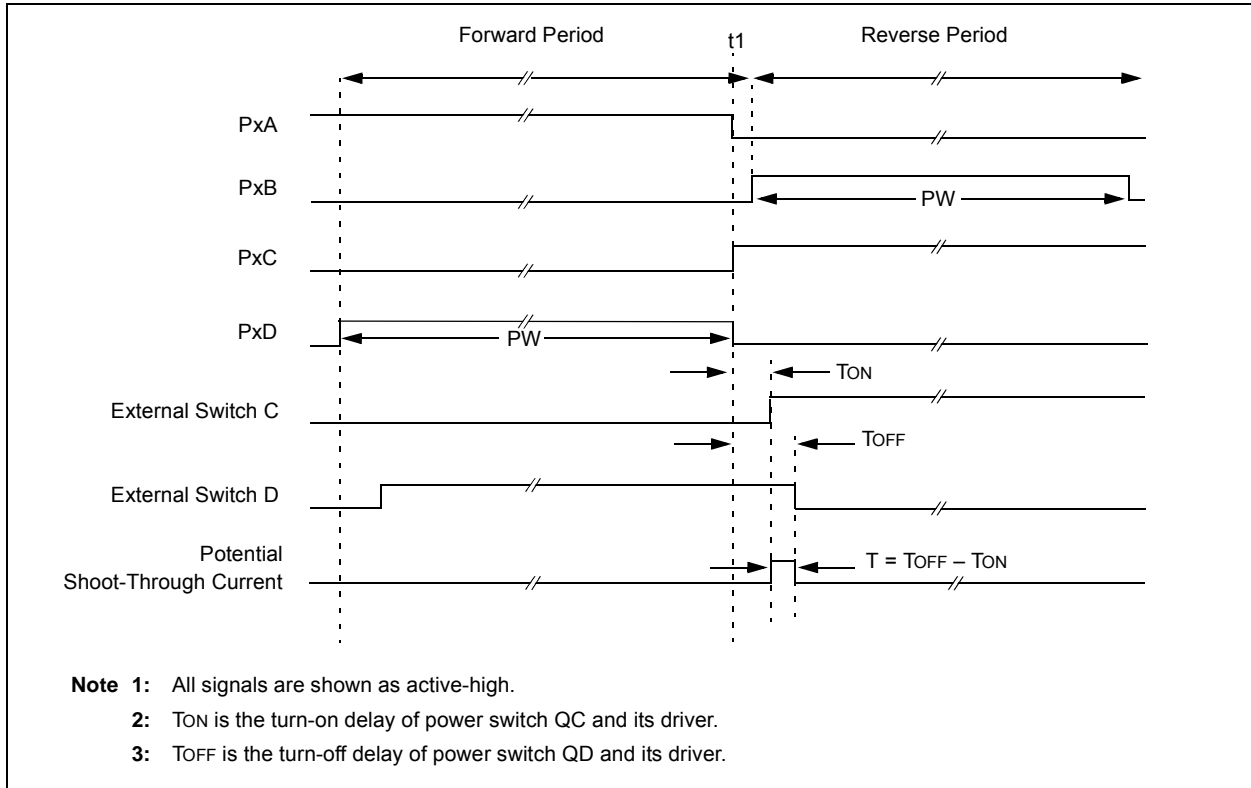 Forward Period
t1
Reverse Period
PxA
PxB
PW
PxC
PxD
PW
TON
External Switch C
TOFF
External Switch D
Potential
Shoot-Through Current
T = TOFF – TON
Note 1: All signals are shown as active-high.
2: TON is the turn-on delay of power switch QC and its driver.
3: TOFF is the turn-off delay of power switch QD and its driver.